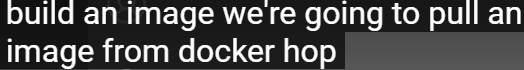 build an image we're going to pull an
image from docker hop